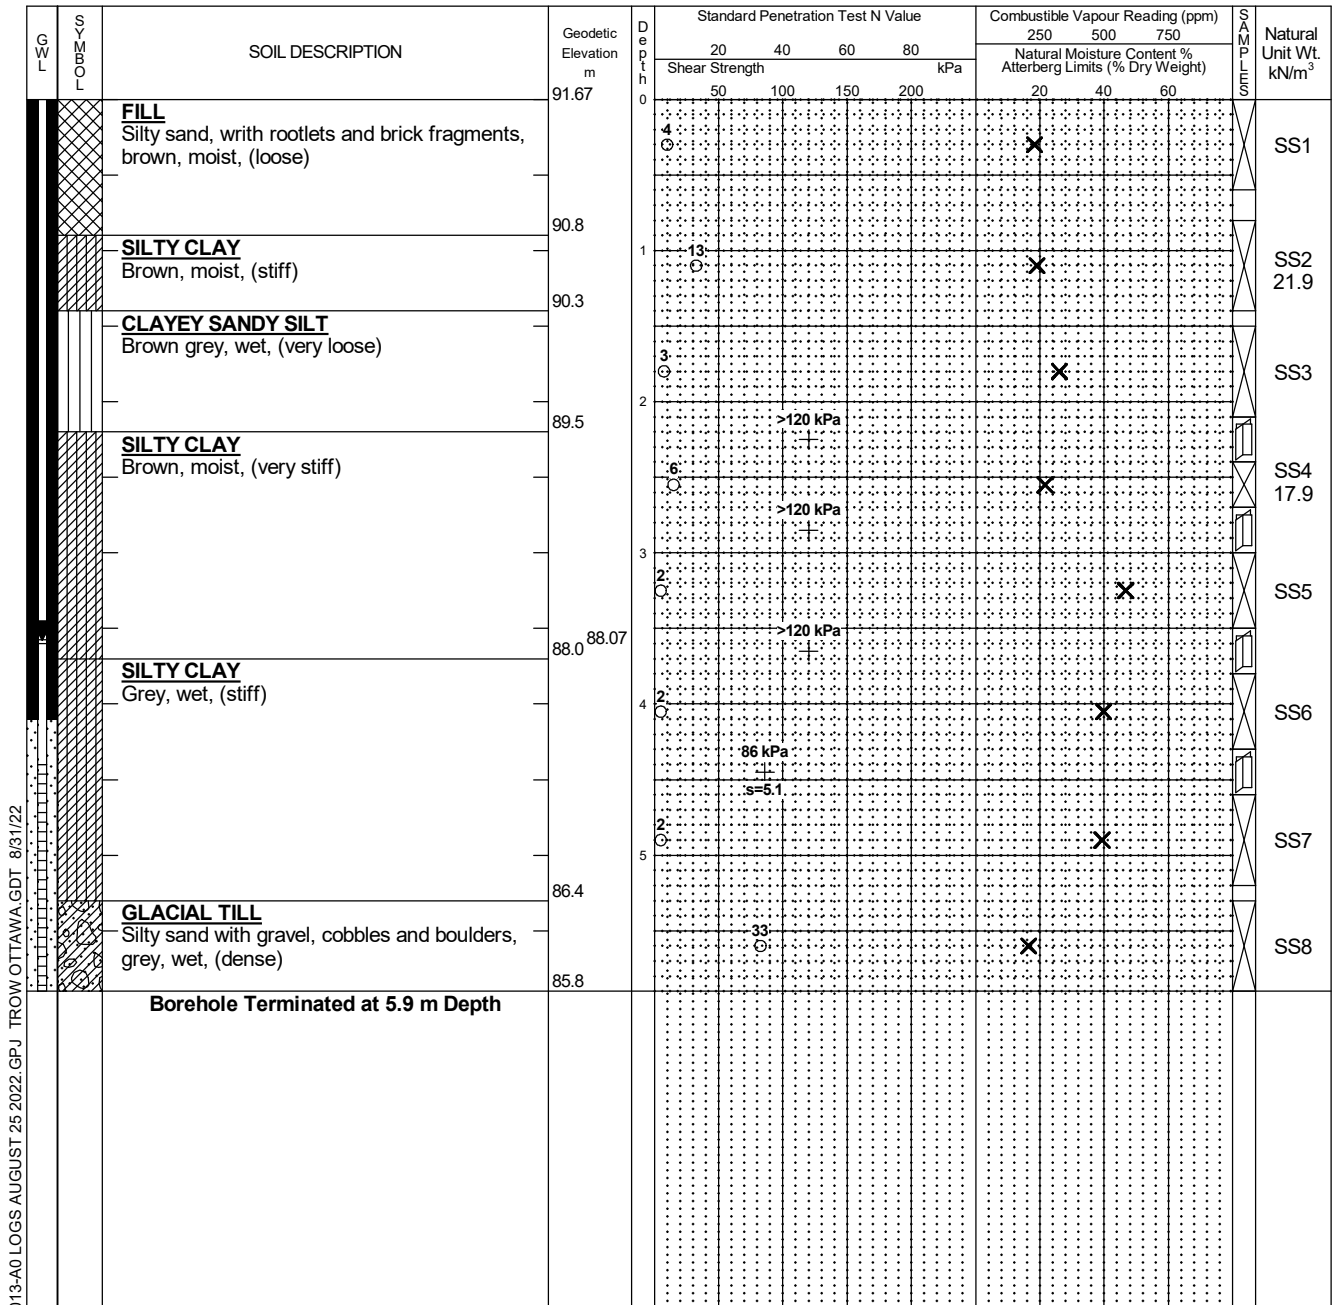 GWL
SYMBOL
SOIL DESCRIPTION
Geodetic
Elevation
m
Depth
Standard Penetration Test N Value
20 40 60 80
Shear Strength kPa
50 100 150 200
Combustible Vapour Reading (ppm)
250 500 750
Natural Moisture Content %
Atterberg Limits (% Dry Weight)
20 40 60
SAMPLES
Natural
Unit Wt.
kN/m³
91.67
0
FILL
Silty sand, writh rootlets and brick fragments,
brown, moist, (loose)
4
SS1
90.8
SILTY CLAY
Brown, moist, (stiff)
1
13
SS2
21.9
90.3
CLAYEY SANDY SILT
Brown grey, wet, (very loose)
3
SS3
2
89.5
>120 kPa
SILTY CLAY
Brown, moist, (very stiff)
6
SS4
17.9
>120 kPa
3
2
SS5
>120 kPa
88.0 88.07
SILTY CLAY
Grey, wet, (stiff)
4
2
SS6
86 kPa
s=5.1
2
SS7
5
86.4
GLACIAL TILL
Silty sand with gravel, cobbles and boulders,
grey, wet, (dense)
33
SS8
85.8
Borehole Terminated at 5.9 m Depth
013-A0 LOGS AUGUST 25 2022.GPJ TROW OTTAWA.GDT 8/31/22